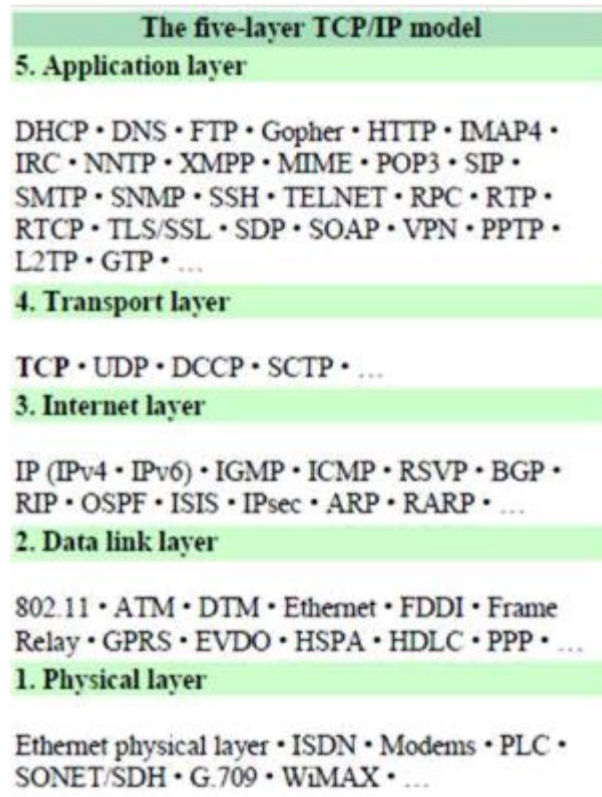 The five-layer TCP/IP model
5. Application layer
DHCP • DNS • FTP • Gopher • HTTP • IMAP4 •
IRC • NNTP • XMPP • MIME • POP3 • SIP •
SMTP • SNMP • SSH • TELNET • RPC • RTP •
RTCP • TLS/SSL • SDP • SOAP • VPN • PPTP •
L2TP • GTP • …
4. Transport layer
TCP • UDP • DCCP • SCTP • …
3. Internet layer
IP (IPv4 • IPv6) • IGMP • ICMP • RSVP • BGP •
RIP • OSPF • ISIS • IPsec • ARP • RARP • …
2. Data link layer
802.11 • ATM • DTM • Ethernet • FDDI • Frame
Relay • GPRS • EVDO • HSPA • HDLC • PPP • …
1. Physical layer
Ethernet physical layer • ISDN • Modems • PLC •
SONET/SDH • G.709 • WiMAX • …